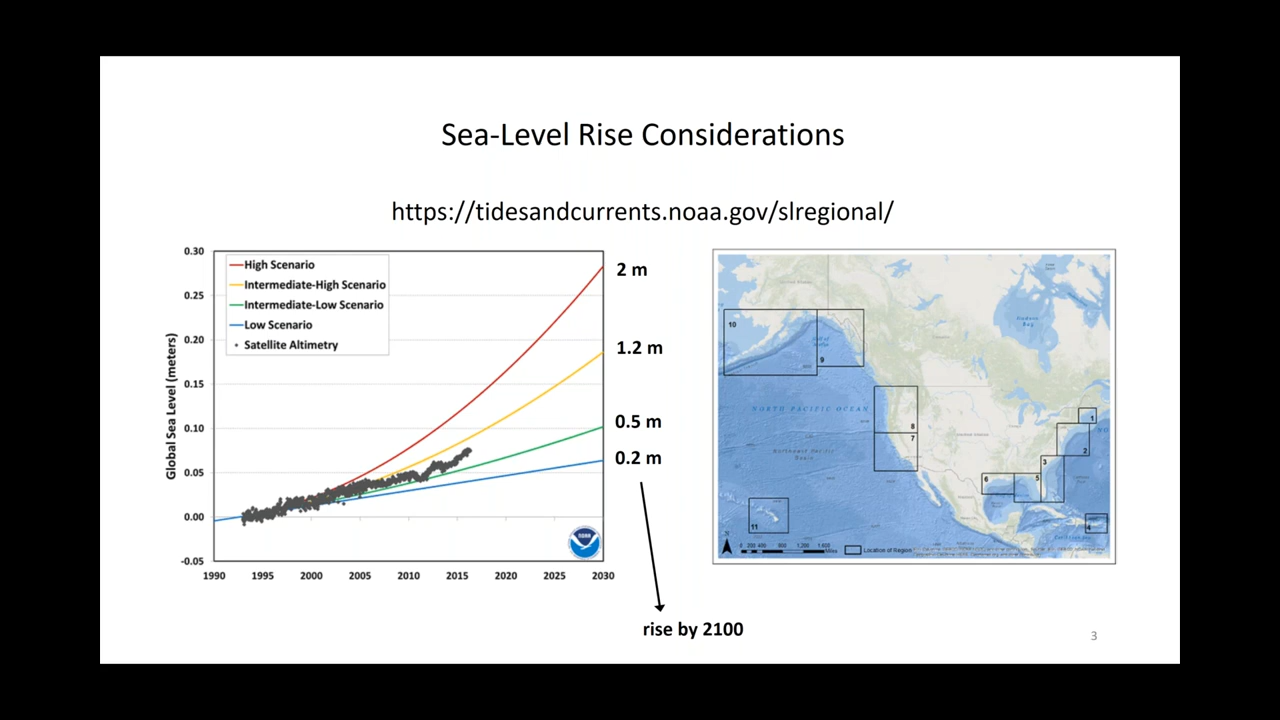 Sea-Level Rise Considerations
https://tidesandcurrents.noaa.gov/slregional/
0.30
0.25
0.20
0.15
0.10
0.05
0.00
-0.05
Global Sea Level (meters)
High Scenario
Intermediate-High Scenario
Intermediate-Low Scenario
Low Scenario
Satellite Altimetry
NOAA
1990
1995
2000
2005
2010
2015
2020
2025
2030
2 m
1.2 m
0.5 m
0.2 m
rise by 2100
10
9
8
7
1
2
3
5
6
4
11
NORTH PACIFIC OCEAN
Hudson
Bay
N
Location of Region
3